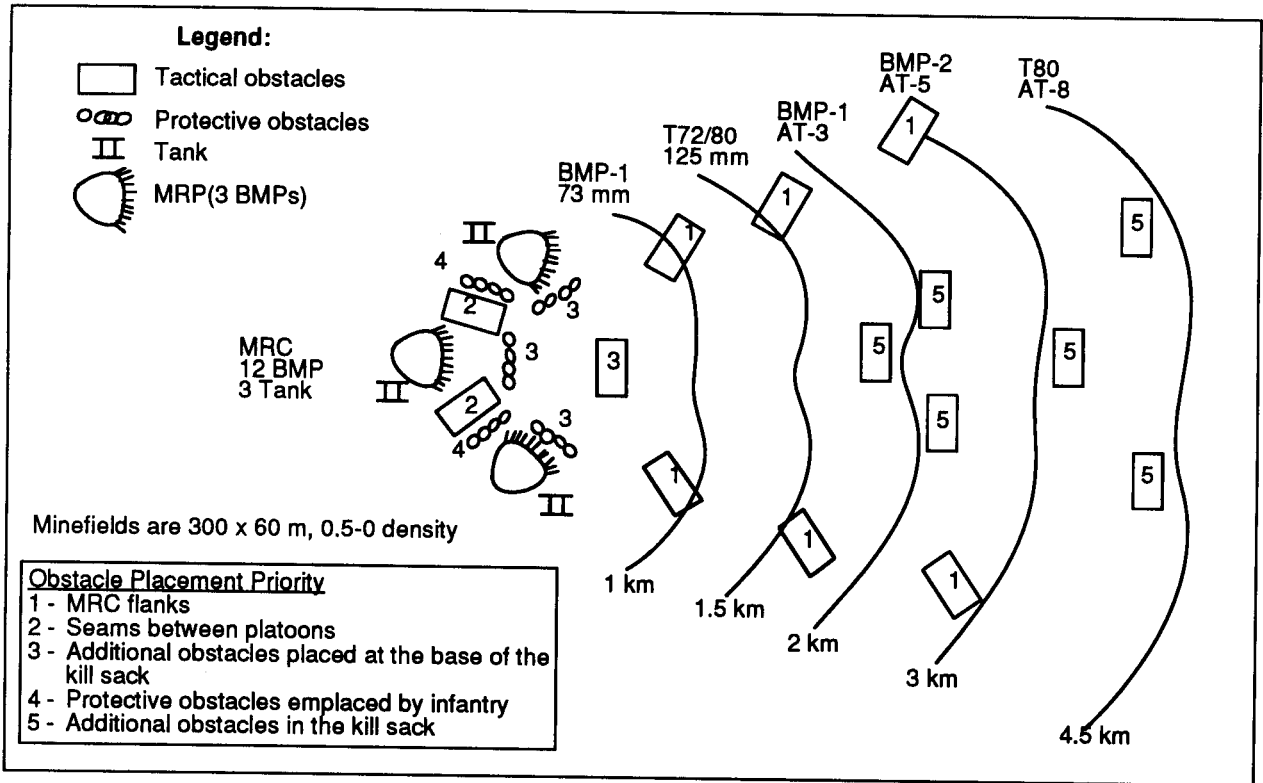 Legend:
Tactical obstacles
Protective obstacles
Tank
MRP(3 BMPs)
BMP-1
73 mm
T72/80
125 mm
BMP-1
AT-3
BMP-2
AT-5
T80
AT-8
1
1
1
5
4
2
3
5
MRC
12 BMP
3 Tank
3
3
5
5
2
4
3
5
1
5
1
1
1 km
1.5 km
2 km
3 km
4.5 km
Minefields are 300 x 60 m, 0.5-0 density
Obstacle Placement Priority
1 - MRC flanks
2 - Seams between platoons
3 - Additional obstacles placed at the base of the
kill sack
4 - Protective obstacles emplaced by infantry
5 - Additional obstacles in the kill sack